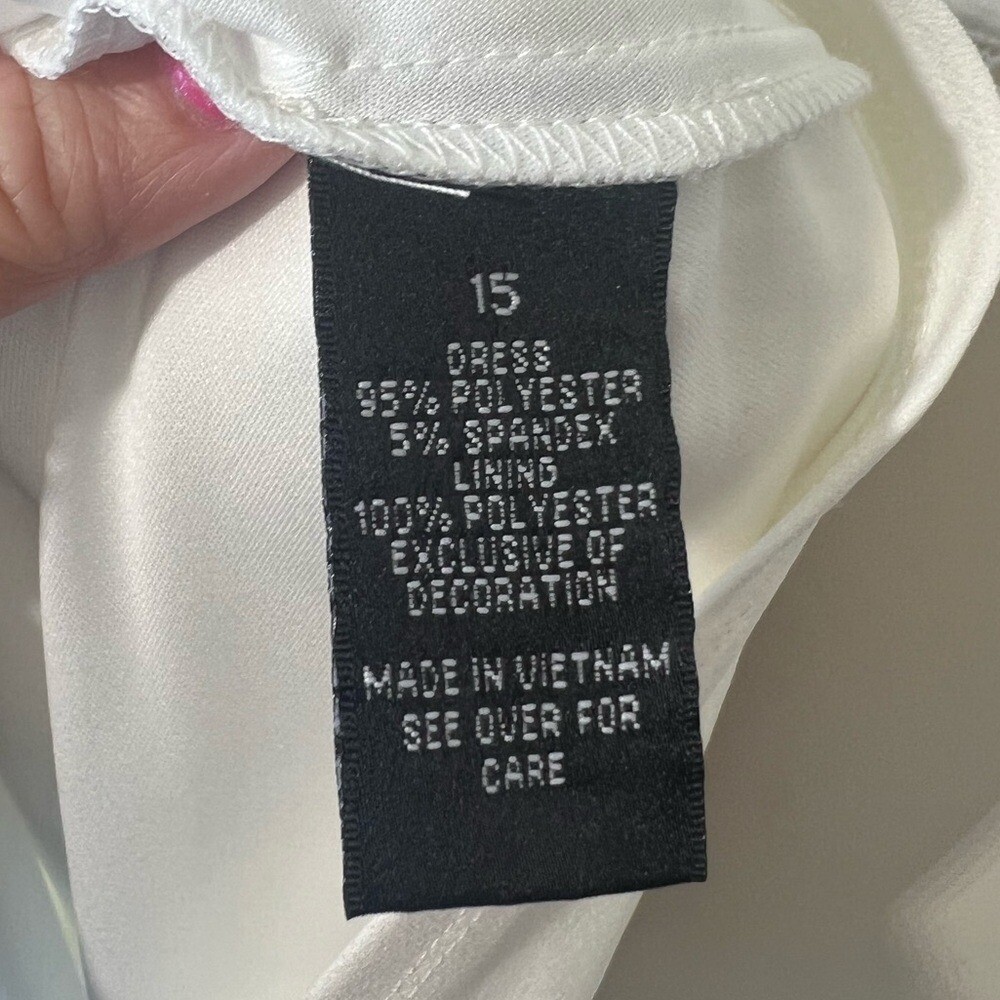 15
DRESS
95% POLYESTER
5% SPANDEX
LINING
100% POLYESTER
EXCLUSIVE OF
DECORATION
MADE IN VIETNAM
SEE OVER FOR
CARE